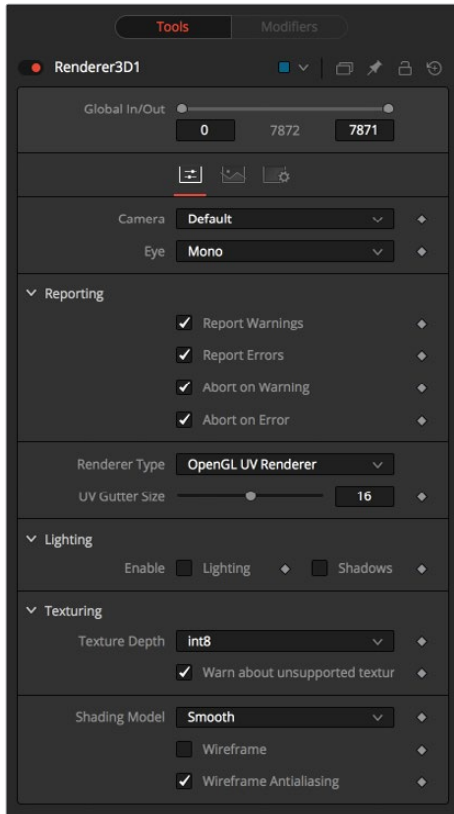 Tools Modifiers
Renderer3D1
Global In/Out
0 7872 7871
Camera Default
Eye Mono
Reporting
Report Warnings
Report Errors
Abort on Warning
Abort on Error
Renderer Type OpenGL UV Renderer
UV Gutter Size 16
Lighting
Enable Lighting Shadows
Texturing
Texture Depth int8
Warn about unsupported textur
Shading Model Smooth
Wireframe
Wireframe Antialiasing